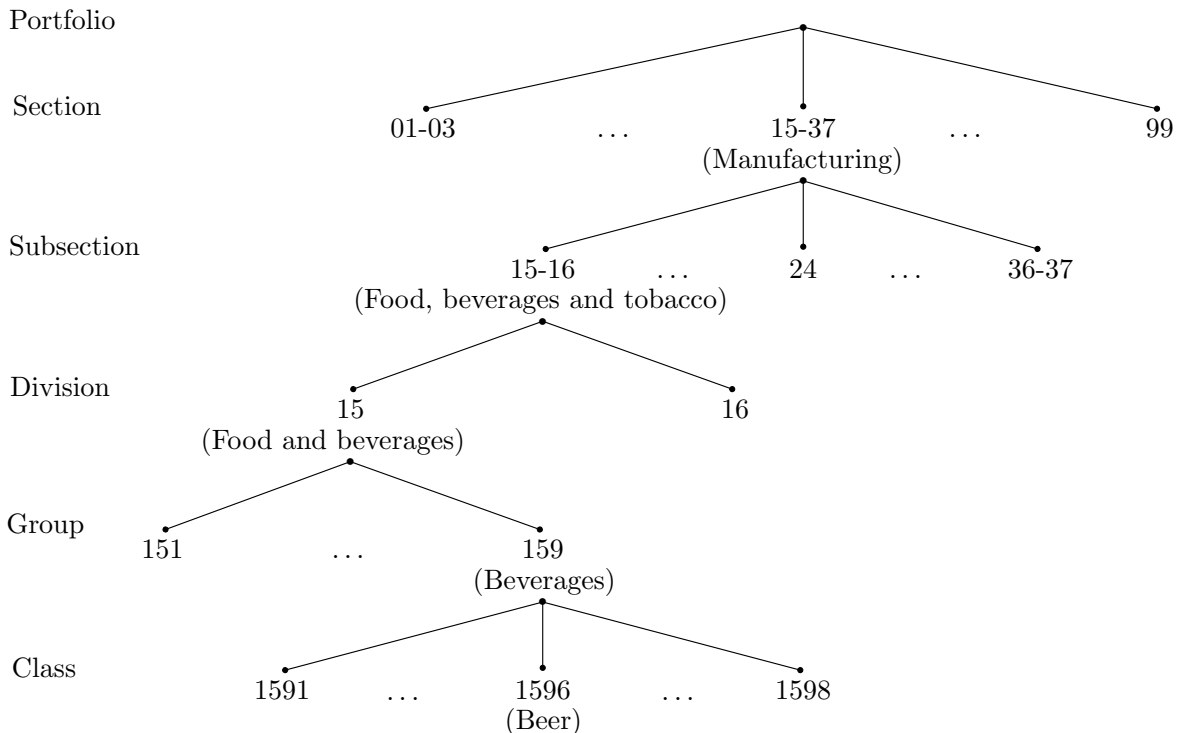 Portfolio
Section
01-03 ... 15-37 ... 99
(Manufacturing)
Subsection
15-16 ... 24 ... 36-37
(Food, beverages and tobacco)
Division
15 16
(Food and beverages)
Group
151 ... 159
(Beverages)
Class
1591 ... 1596 ... 1598
(Beer)